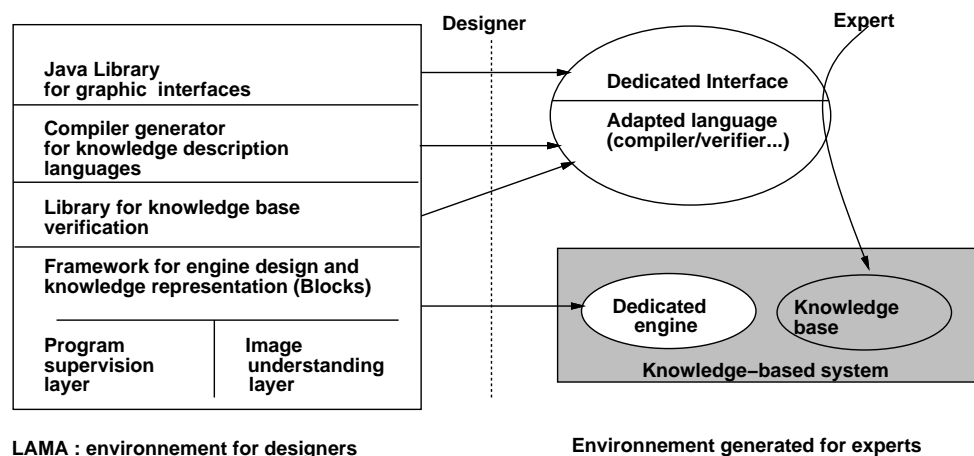 Designer
Expert
Java Library
for graphic interfaces
Compiler generator
for knowledge description
languages
Library for knowledge base
verification
Framework for engine design and
knowledge representation (Blocks)
Program
supervision
layer
Image
understanding
layer
Dedicated Interface
Adapted language
(compiler/verifier...)
Dedicated
engine
Knowledge
base
Knowledge–based system
LAMA : environnement for designers
Environnement generated for experts